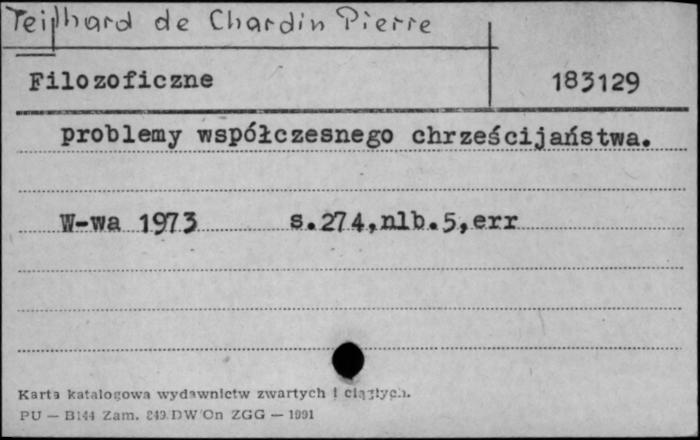 Teilhard de Chardin Pierre
Filozoficzne 183129
problemy współczesnego chrześcijaństwa.
W-wa 1973 s.274,nlb.5,err
Karta katalogowa wydawnictw zwartych i ciągłych.
PU — B144 Zam. 249 DW/On ZGG — 1991